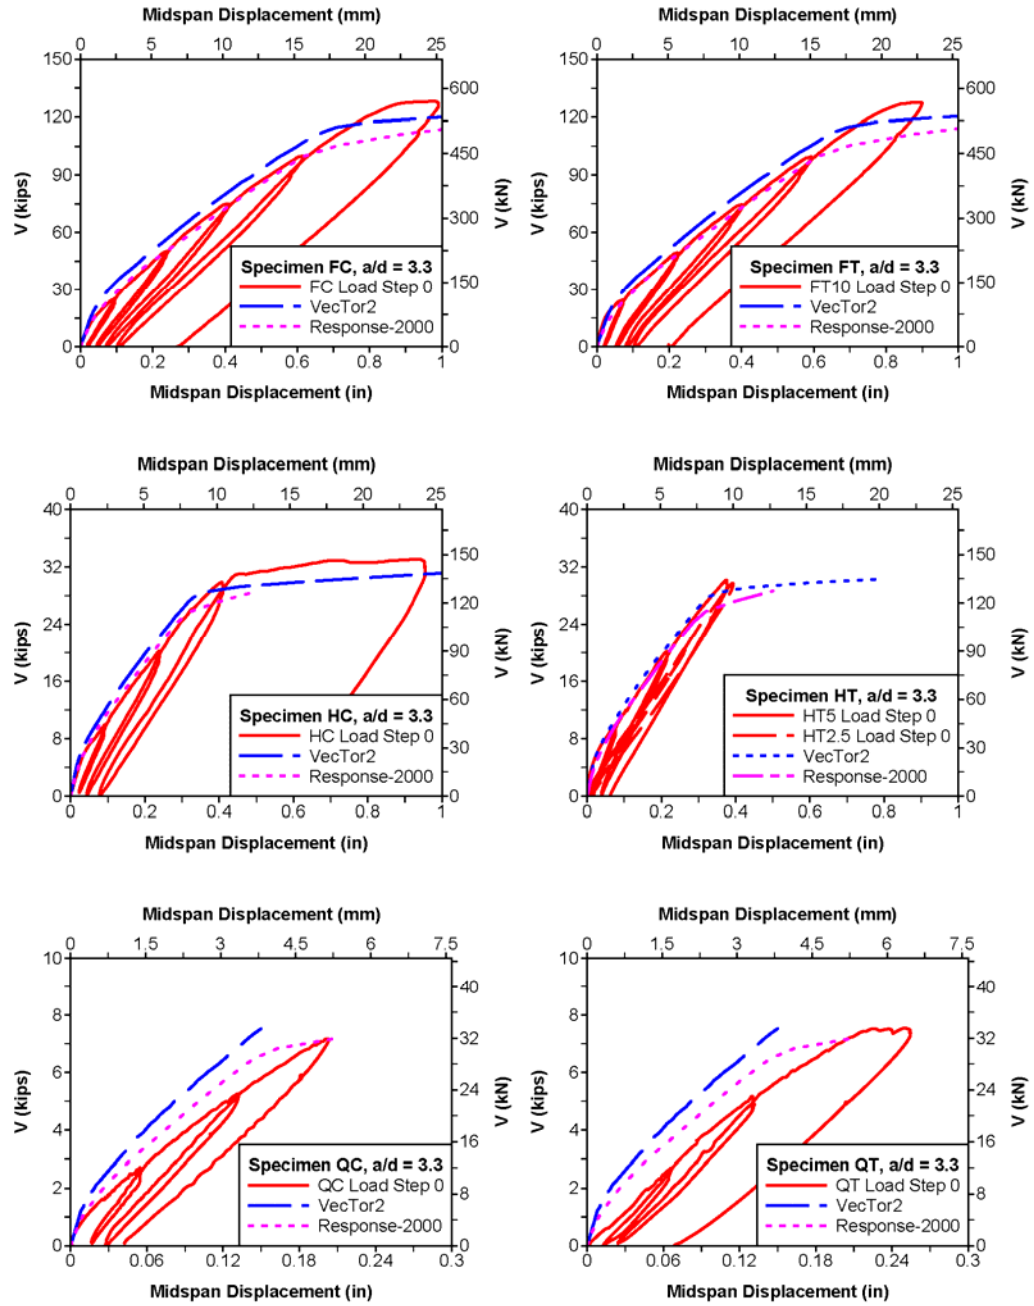 Midspan Displacement (mm)
0 5 10 15 20 25
150
120
90
60
30
0
V (kips)
600
450
300
150
0
V (kN)
Specimen FC, a/d = 3.3
FC Load Step 0
VecTor2
Response-2000
0 0.2 0.4 0.6 0.8 1
Midspan Displacement (in)
Midspan Displacement (mm)
0 5 10 15 20 25
150
120
90
60
30
0
V (kips)
600
450
300
150
0
V (kN)
Specimen FT, a/d = 3.3
FT10 Load Step 0
VecTor2
Response-2000
0 0.2 0.4 0.6 0.8 1
Midspan Displacement (in)
Midspan Displacement (mm)
0 5 10 15 20 25
40
32
24
16
8
0
V (kips)
150
120
90
60
30
0
V (kN)
Specimen HC, a/d = 3.3
HC Load Step 0
VecTor2
Response-2000
0 0.2 0.4 0.6 0.8 1
Midspan Displacement (in)
Midspan Displacement (mm)
0 5 10 15 20 25
40
32
24
16
8
0
V (kips)
150
120
90
60
30
0
V (kN)
Specimen HT, a/d = 3.3
HT5 Load Step 0
HT2.5 Load Step 0
VecTor2
Response-2000
0 0.2 0.4 0.6 0.8 1
Midspan Displacement (in)
Midspan Displacement (mm)
0 1.5 3 4.5 6 7.5
10
8
6
4
2
0
V (kips)
40
32
24
16
8
0
V (kN)
Specimen QC, a/d = 3.3
QC Load Step 0
VecTor2
Response-2000
0 0.06 0.12 0.18 0.24 0.3
Midspan Displacement (in)
Midspan Displacement (mm)
0 1.5 3 4.5 6 7.5
10
8
6
4
2
0
V (kips)
40
32
24
16
8
0
V (kN)
Specimen QT, a/d = 3.3
QT Load Step 0
VecTor2
Response-2000
0 0.06 0.12 0.18 0.24 0.3
Midspan Displacement (in)